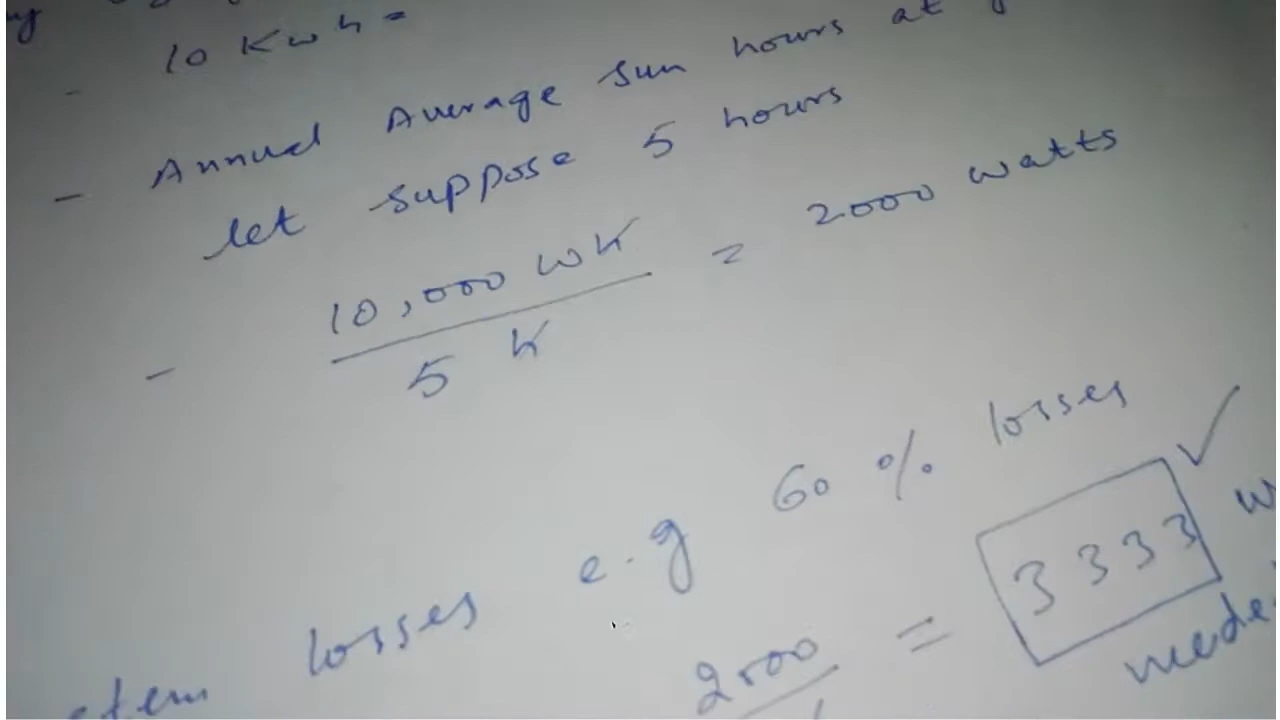 - 10 Kwh =
- Annual Average sun hours at
let suppose 5 hours
- 10,000 wh / 5 h = 2000 watts
losses e.g 60 % losses
2000 = 3333 ✓